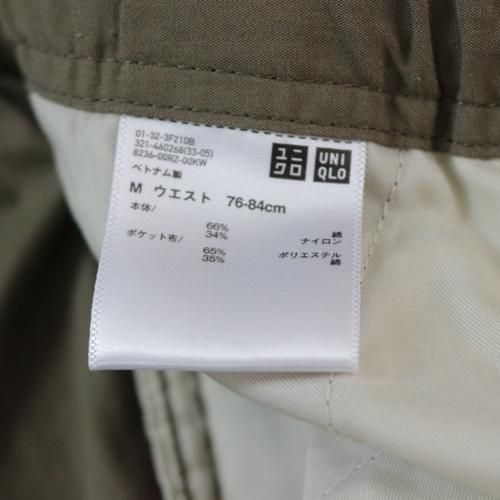 01-32-3F210B
321-460268(33-05)
8236-00RZ-00KW
ベトナム製
ユニクロ
UNIQLO
M ウエスト 76-84cm
本体/
66% 綿
34% ナイロン
ポケット布/
65% ポリエステル
35% 綿